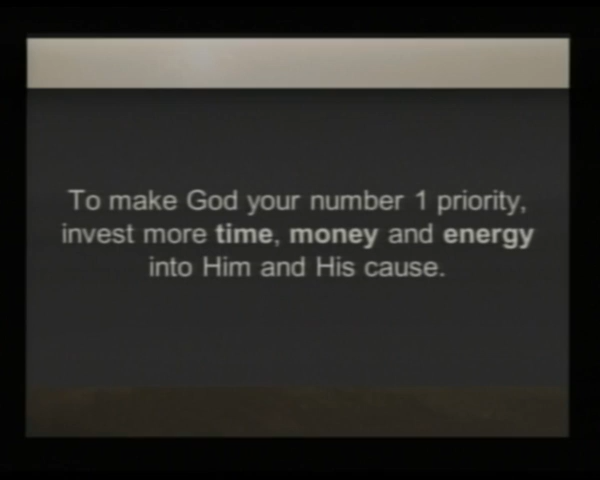 To make God your number 1 priority,
invest more time, money and energy
into Him and His cause.